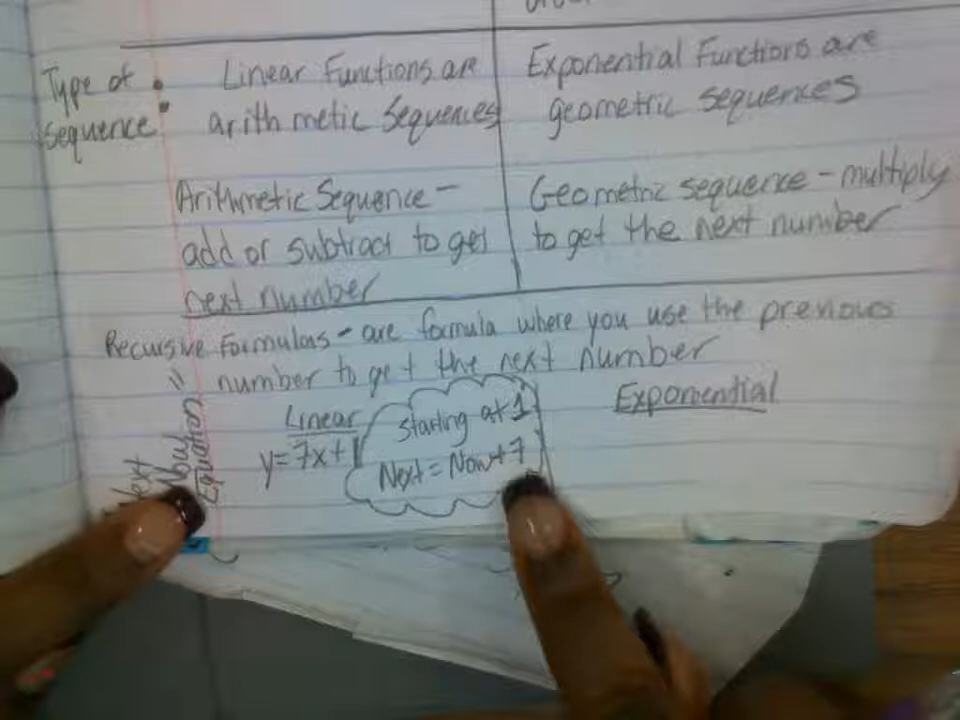 Type of : Linear Functions are
sequence arithmetic sequences
Exponential Functions are
geometric sequences
Arithmetic Sequence -
add or subtract to get
next number
Geometric sequence - multiply
to get the next number
Recursive Formulas - are formula where you use the previous
number to get the next number
Next
Now
Equation
Linear
y=7x+1
Starting at 1
Next = Now+7
Exponential